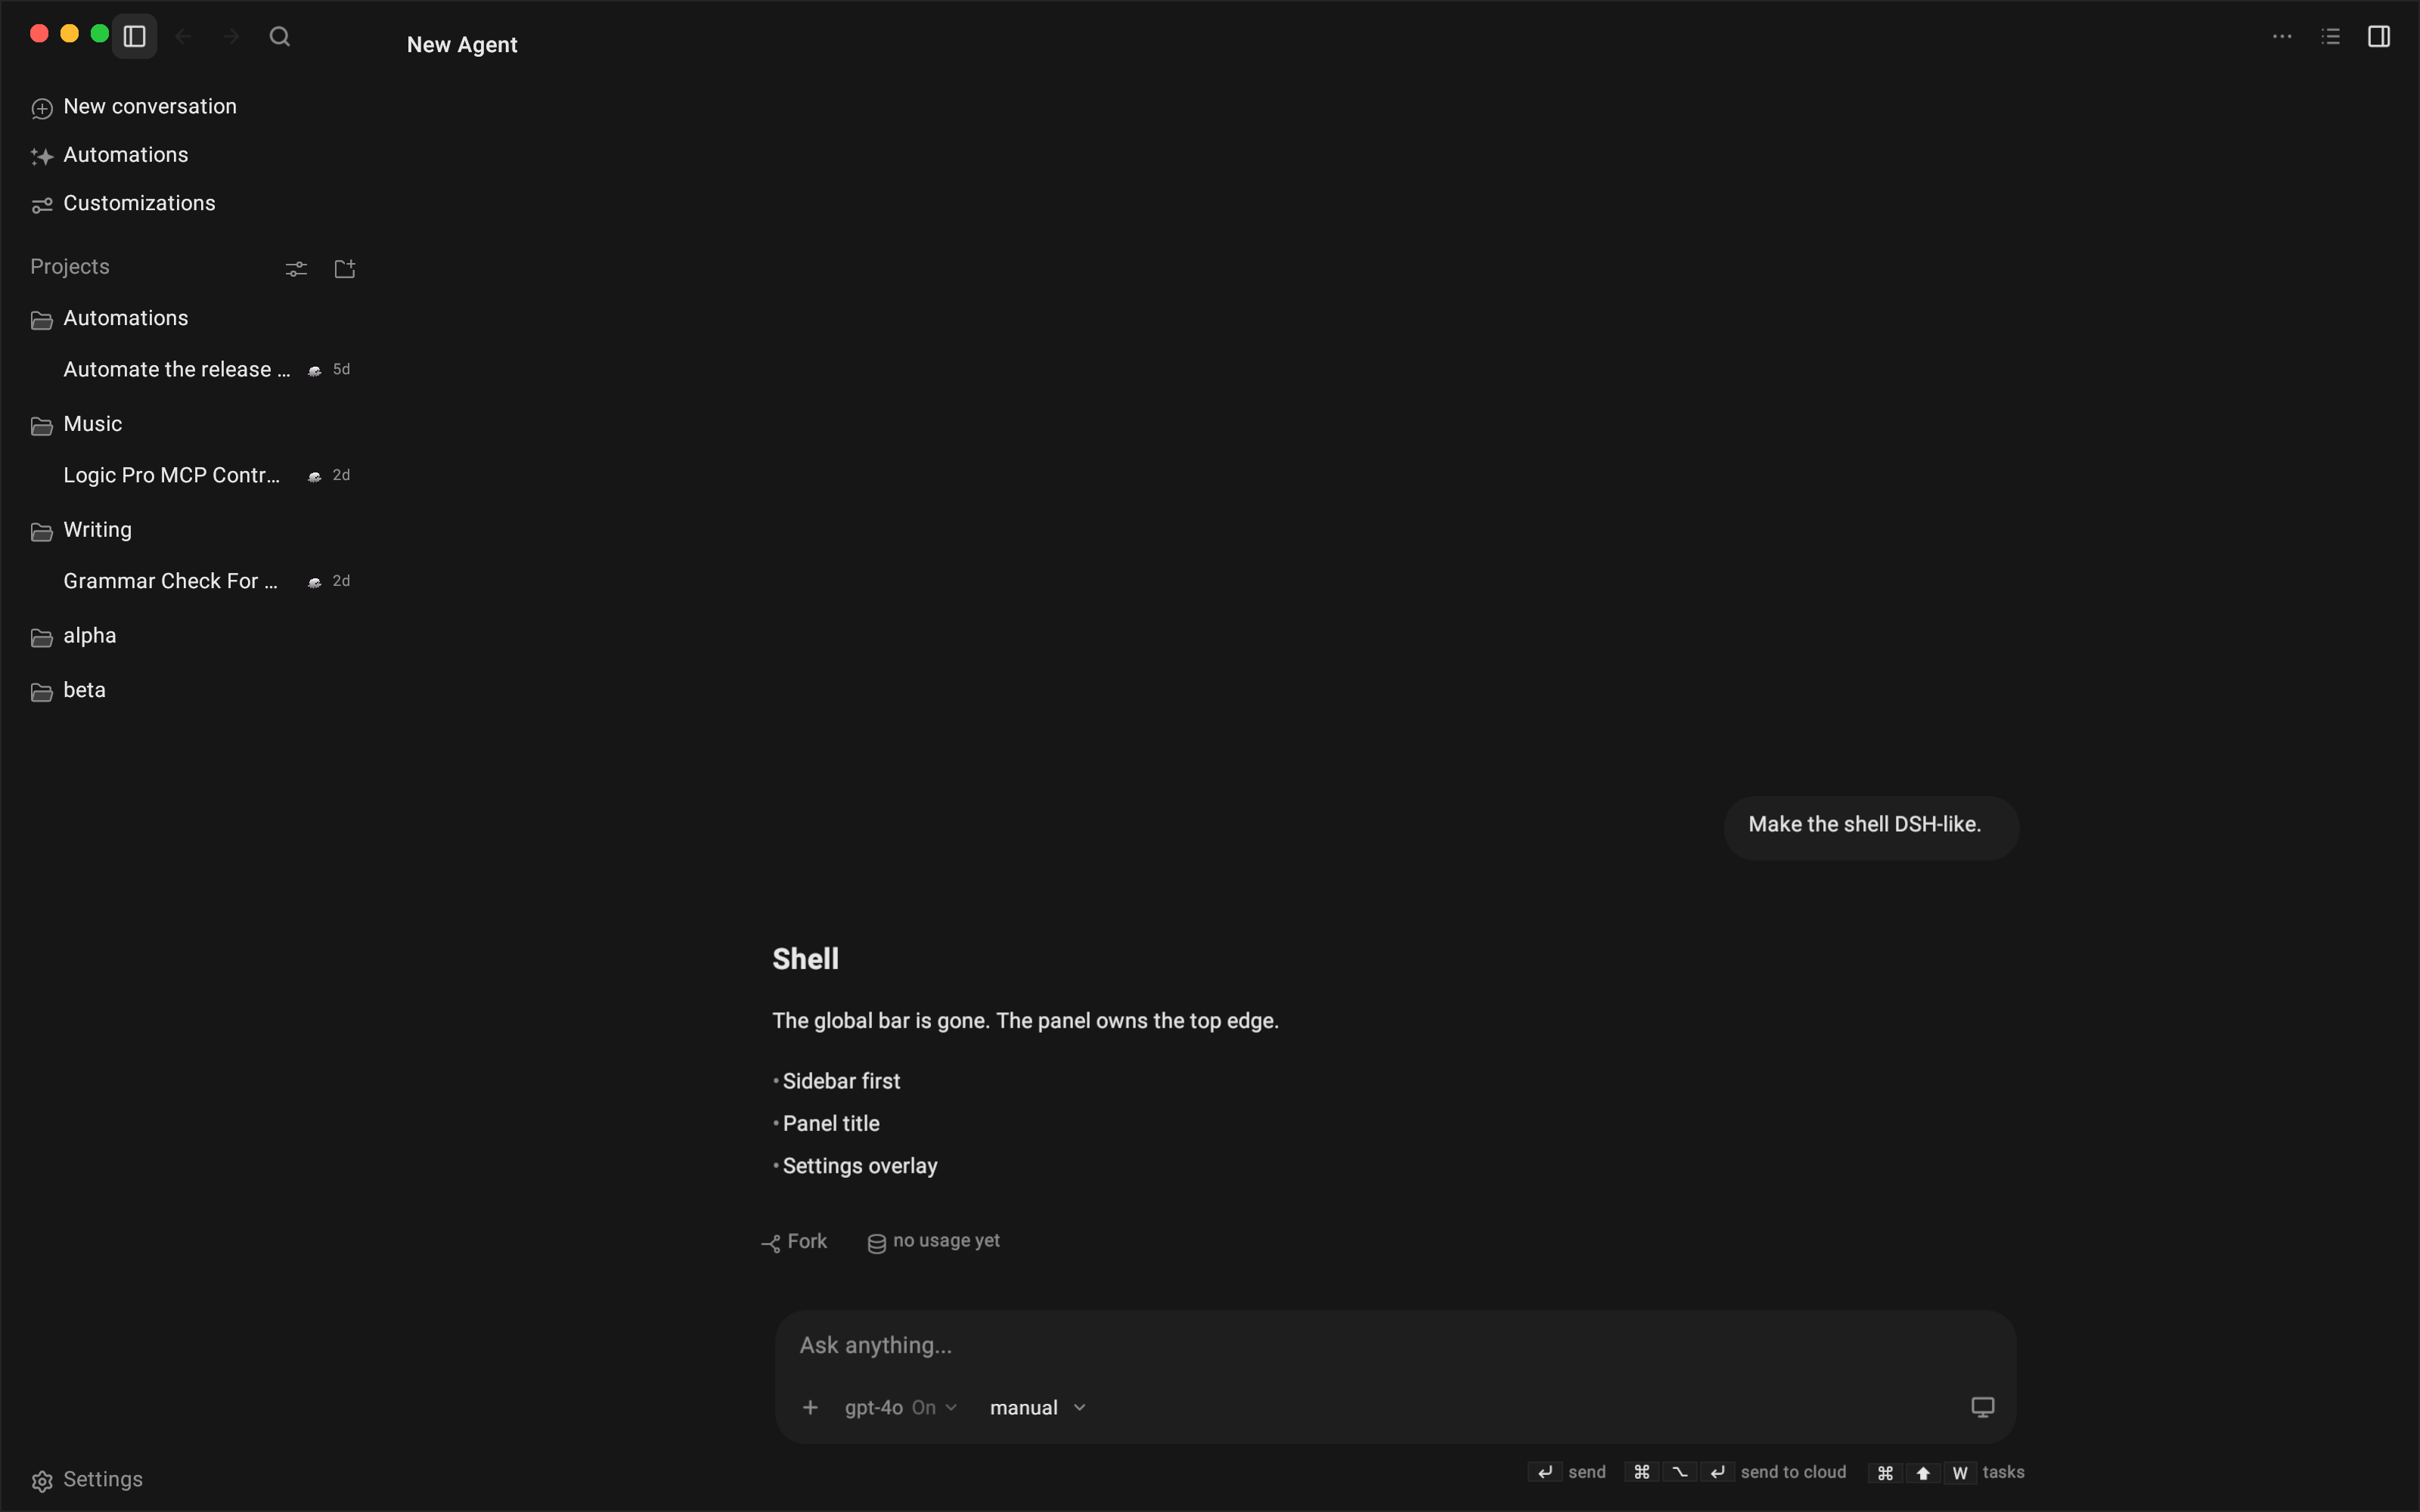 New Agent
New conversation
Automations
Customizations
Projects
Automations
Automate the release ... 5d
Music
Logic Pro MCP Contr... 2d
Writing
Grammar Check For ... 2d
alpha
beta
Settings
Make the shell DSH-like.
Shell
The global bar is gone. The panel owns the top edge.
• Sidebar first
• Panel title
• Settings overlay
Fork no usage yet
Ask anything...
+ gpt-4o On manual
↵ send ⌘ ⌥ ↵ send to cloud ⌘ ⬆ W tasks